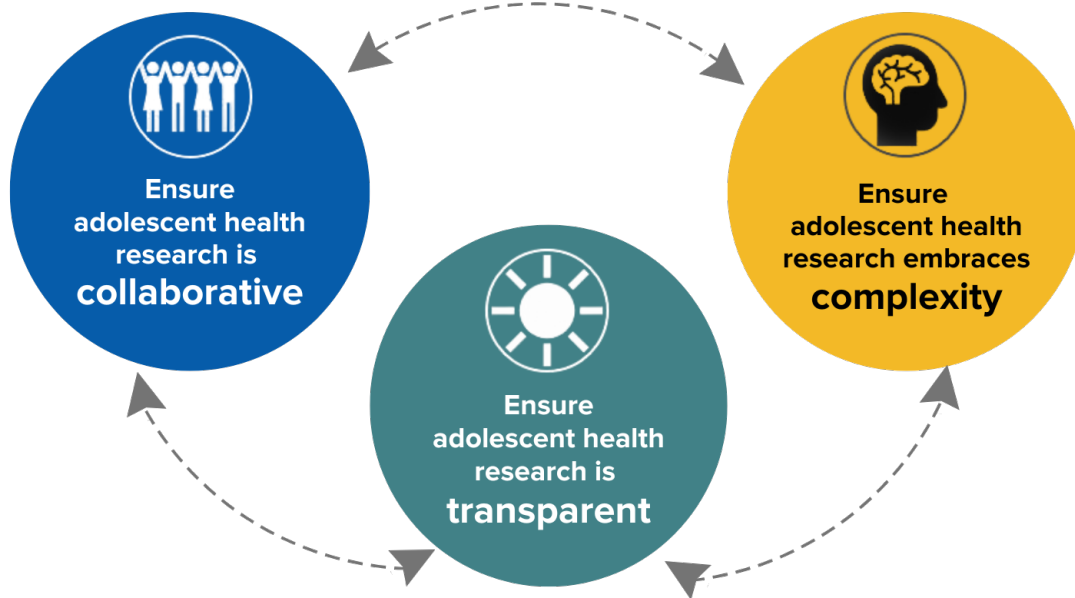 Ensure
adolescent health
research is
collaborative
Ensure
adolescent health
research embraces
complexity
Ensure
adolescent health
research is
transparent